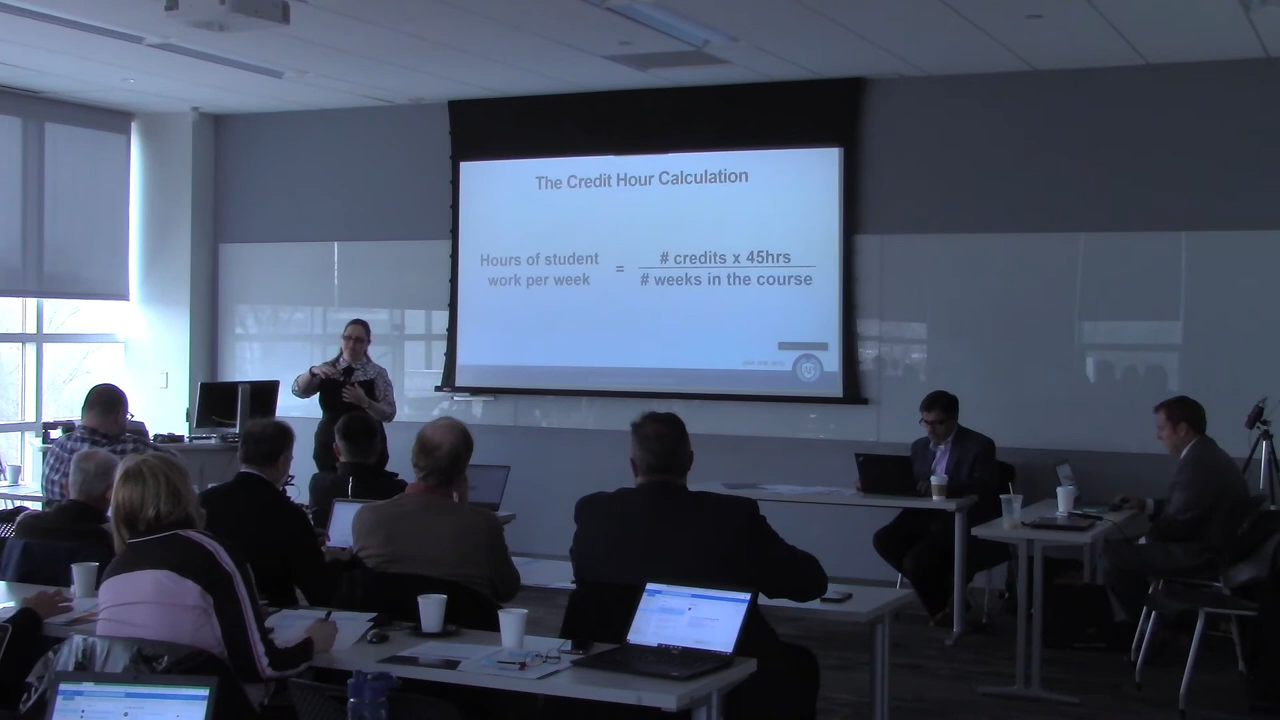 The Credit Hour Calculation
Hours of student
work per week
=
# credits x 45hrs
# weeks in the course